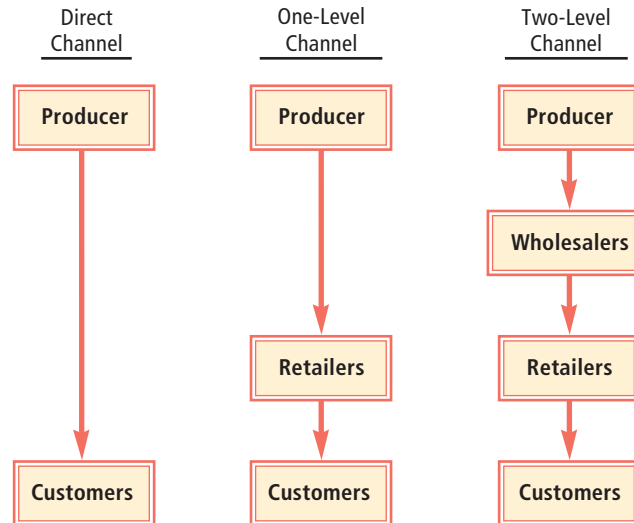 Direct
Channel
One-Level
Channel
Two-Level
Channel
Producer
Producer
Producer
Wholesalers
Retailers
Retailers
Customers
Customers
Customers